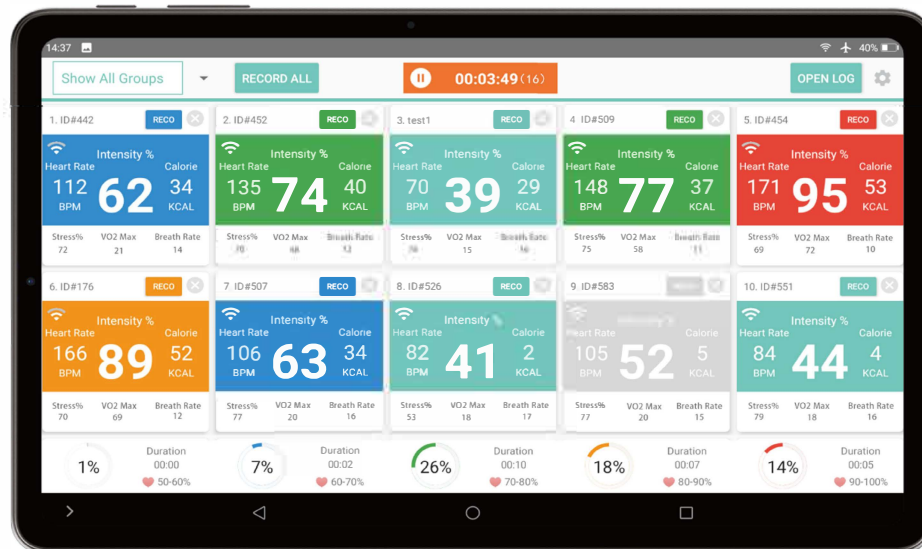 14:37 40%
Show All Groups RECORD ALL 00:03:49(16) OPEN LOG
1. ID#442 RECO
Intensity %
Heart Rate Calorie
112 62 34
BPM KCAL
Stress% VO2 Max Breath Rate
72 21 14
2. ID#452 RECO
Intensity %
Heart Rate Calorie
135 74 40
BPM KCAL
Stress% VO2 Max Breath Rate
3. test1 RECO
Intensity %
Heart Rate Calorie
70 39 29
BPM KCAL
Stress% VO2 Max Breath Rate
15
4 ID#509 RECO
Intensity %
Heart Rate Calorie
148 77 37
BPM KCAL
Stress% VO2 Max Breath Rate
75 58
5. ID#454 RECO
Intensity %
Heart Rate Calorie
171 95 53
BPM KCAL
Stress% VO2 Max Breath Rate
69 72 10
6. ID#176 RECO
Intensity %
Heart Rate Calorie
166 89 52
BPM KCAL
Stress% VO2 Max Breath Rate
70 69 12
7 ID#507 RECO
Intensity %
Heart Rate Calorie
106 63 34
BPM KCAL
Stress% VO2 Max Breath Rate
77 20 16
8. ID#526 RECO
Intensity
Heart Rate Calorie
82 41 2
BPM KCAL
Stress% VO2 Max Breath Rate
53 18 17
9 ID#583
Heart Rate Calorie
105 52 5
BPM KCAL
Stress% VO2 Max Breath Rate
77 20 15
10. ID#551 RECO
Intensity %
Heart Rate Calorie
84 44 4
BPM KCAL
Stress% VO2 Max Breath Rate
79 18 16
1% Duration
00:00
50-60%
7% Duration
00:02
60-70%
26% Duration
00:10
70-80%
18% Duration
00:07
80-90%
14% Duration
00:05
90-100%